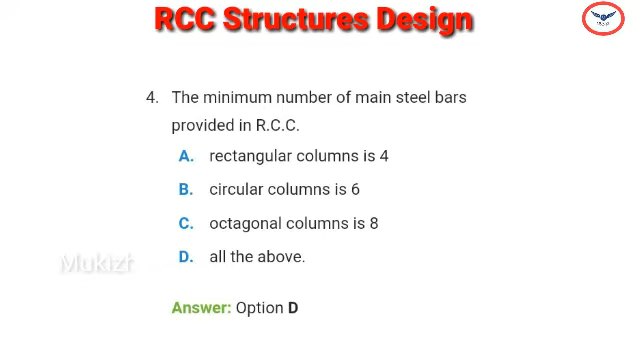 RCC Structures Design
4. The minimum number of main steel bars
provided in R.C.C.
A. rectangular columns is 4
B. circular columns is 6
C. octagonal columns is 8
D. all the above.
Mukizh
Answer: Option D